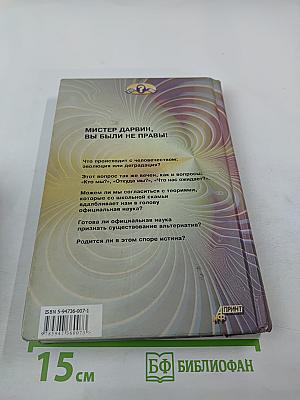 МИСТЕР ДАРВИН,
ВЫ БЫЛИ НЕ ПРАВЫ!
Что происходит с человечеством:
эволюция или деградация?
Этот вопрос так же вечен, как и вопросы:
«Кто мы?», «Откуда мы?», «Что нас ожидает?».
Можем ли мы согласиться с теориями,
которые со школьной скамьи
вдалбливает нам в голову
официальная наука?
Готова ли официальная наука
признать существование альтернатив?
Родится ли в этом споре истина?
ISBN 5-94736-007-1
9 785947 360073
ПРИНТ
15 см
БФ БИБЛИОФАН